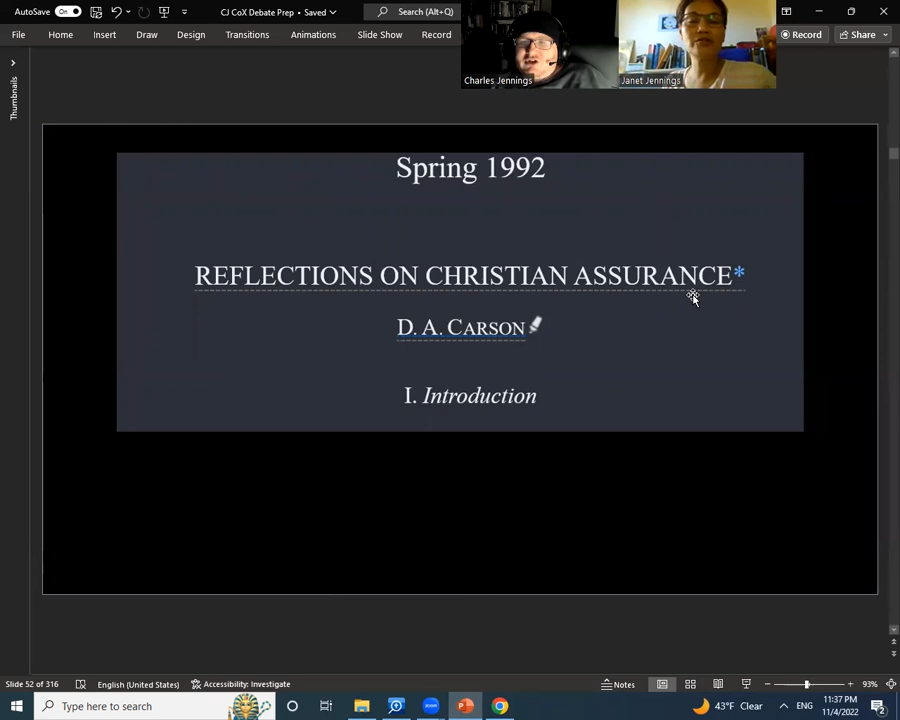 AutoSave On CJ CoX Debate Prep • Saved Search (Alt+Q)
File Home Insert Draw Design Transitions Animations Slide Show Record Record Share
Charles Jennings Janet Jennings
Thumbnails
Spring 1992
REFLECTIONS ON CHRISTIAN ASSURANCE*
D. A. CARSON
I. Introduction
Slide 52 of 316 English (United States) Accessibility: Investigate Notes 93%
Type here to search 43°F Clear ENG 11:37 PM
11/4/2022 2